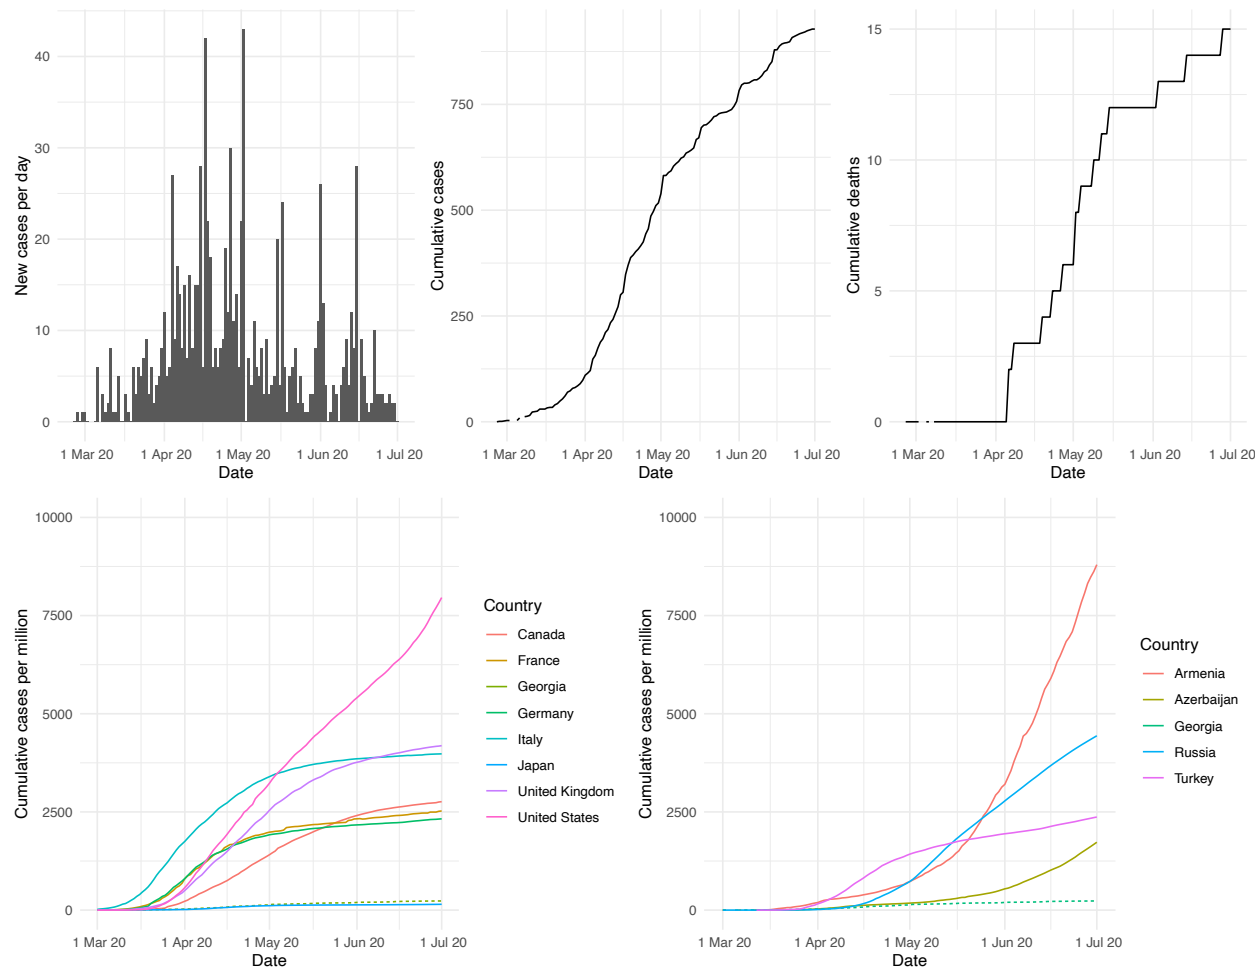 New cases per day
40
30
20
10
0
1 Mar 20 1 Apr 20 1 May 20 1 Jun 20 1 Jul 20
Date
Cumulative cases
750
500
250
0
1 Mar 20 1 Apr 20 1 May 20 1 Jun 20 1 Jul 20
Date
Cumulative deaths
15
10
5
0
1 Mar 20 1 Apr 20 1 May 20 1 Jun 20 1 Jul 20
Date
Cumulative cases per million
10000
7500
5000
2500
0
1 Mar 20 1 Apr 20 1 May 20 1 Jun 20 1 Jul 20
Date
Country
Canada
France
Georgia
Germany
Italy
Japan
United Kingdom
United States
Cumulative cases per million
10000
7500
5000
2500
0
1 Mar 20 1 Apr 20 1 May 20 1 Jun 20 1 Jul 20
Date
Country
Armenia
Azerbaijan
Georgia
Russia
Turkey